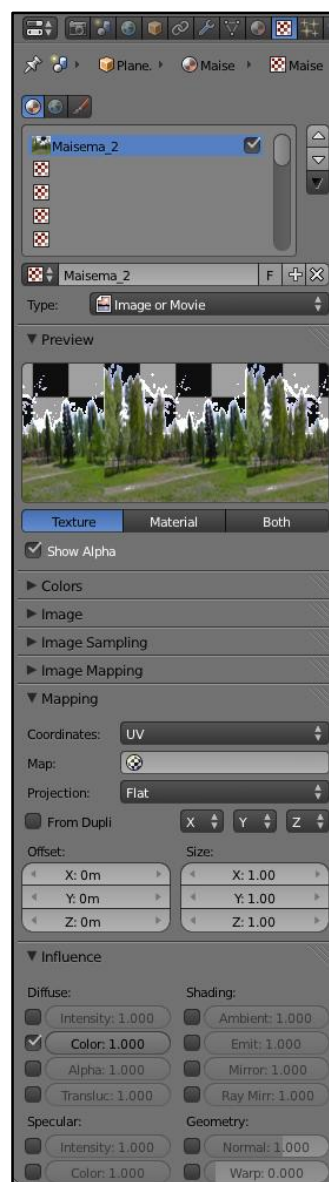 Plane. Maise Maise
Maisema_2
Maisema_2 F
Type: Image or Movie
Preview
Texture Material Both
Show Alpha
Colors
Image
Image Sampling
Image Mapping
Mapping
Coordinates: UV
Map:
Projection: Flat
From Dupli X Y Z
Offset: Size:
X: 0m X: 1.00
Y: 0m Y: 1.00
Z: 0m Z: 1.00
Influence
Diffuse: Shading:
Intensity: 1.000 Ambient: 1.000
Color: 1.000 Emit: 1.000
Alpha: 1.000 Mirror: 1.000
Transluc: 1.000 Ray Mirr: 1.000
Specular: Geometry:
Intensity: 1.000 Normal: 1.000
Color: 1.000 Warp: 0.000